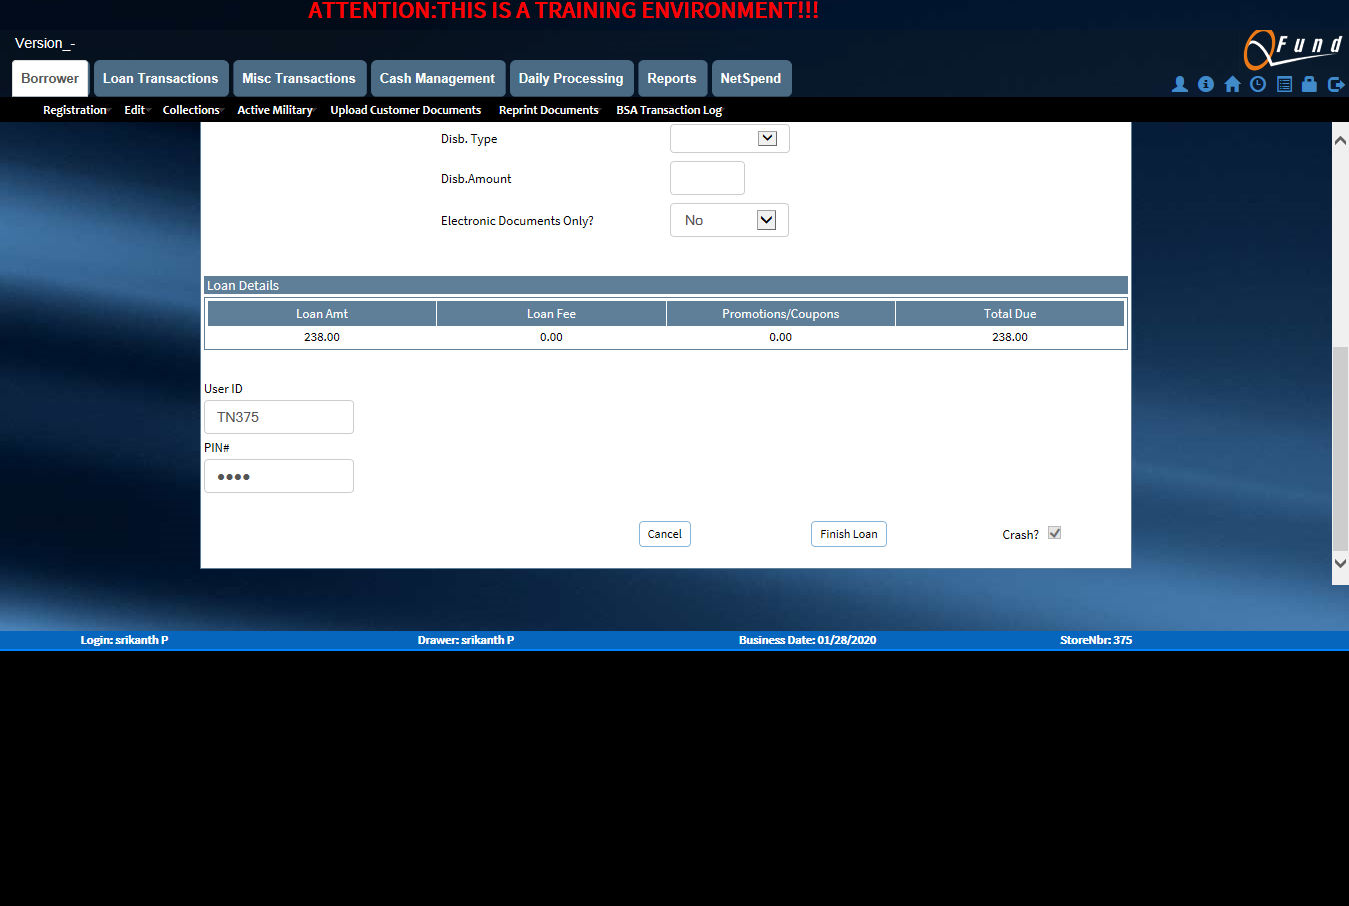 ATTENTION:THIS IS A TRAINING ENVIRONMENT!!!
Version_-
QFund
Borrower Loan Transactions Misc Transactions Cash Management Daily Processing Reports NetSpend
Registration Edit Collections Active Military Upload Customer Documents Reprint Documents BSA Transaction Log
Disb. Type
Disb.Amount
Electronic Documents Only? No
Loan Details
Loan Amt Loan Fee Promotions/Coupons Total Due
238.00 0.00 0.00 238.00
User ID
TN375
PIN#
••••
Cancel Finish Loan Crash?
Login: srikanth P Drawer: srikanth P Business Date: 01/28/2020 StoreNbr: 375